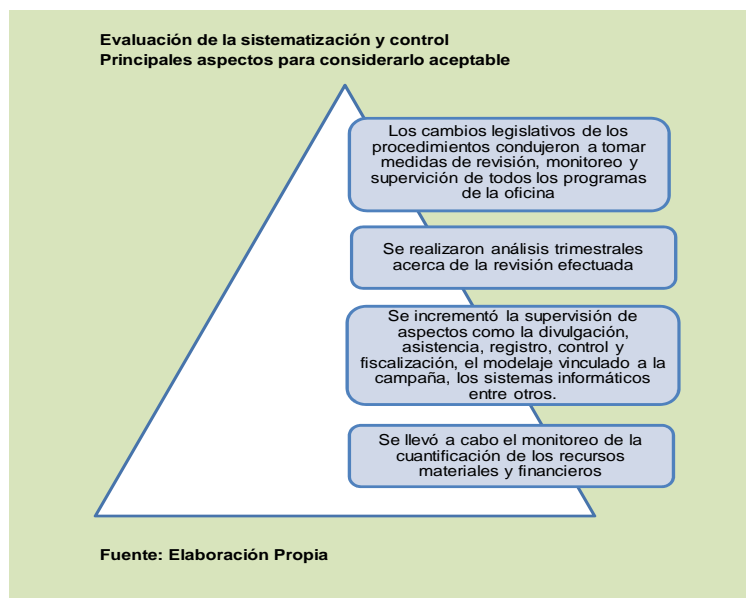 Evaluación de la sistematización y control
Principales aspectos para considerarlo aceptable
Los cambios legislativos de los
procedimientos condujeron a tomar
medidas de revisión, monitoreo y
supervición de todos los programas
de la oficina
Se realizaron análisis trimestrales
acerca de la revisión efectuada
Se incrementó la supervisión de
aspectos como la divulgación,
asistencia, registro, control y
fiscalización, el modelaje vinculado a la
campaña, los sistemas informáticos
entre otros.
Se llevó a cabo el monitoreo de la
cuantificación de los recursos
materiales y financieros
Fuente: Elaboración Propia